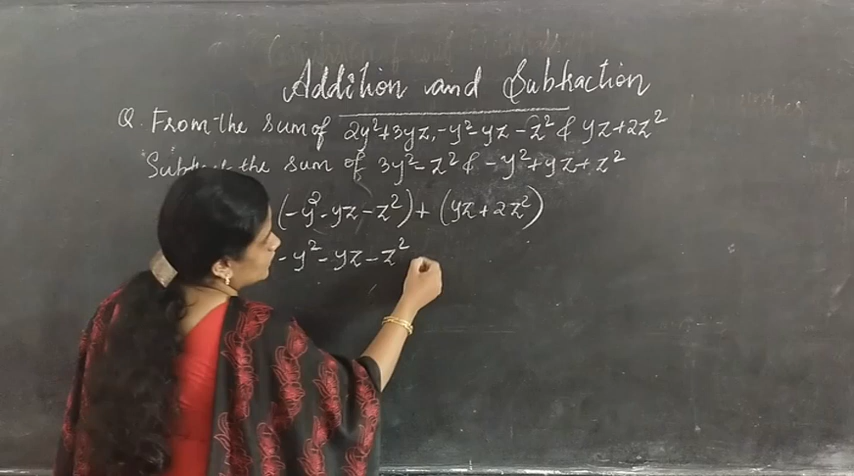 Addition and Subtraction
Q. From the sum of 2y²+3yz, -y²-yz-z² & yz+2z²
Subtract the sum of 3y²-z² & -y²+yz+z²
(-y²-yz-z²)+(yz+2z²)
-y²-yz-z²